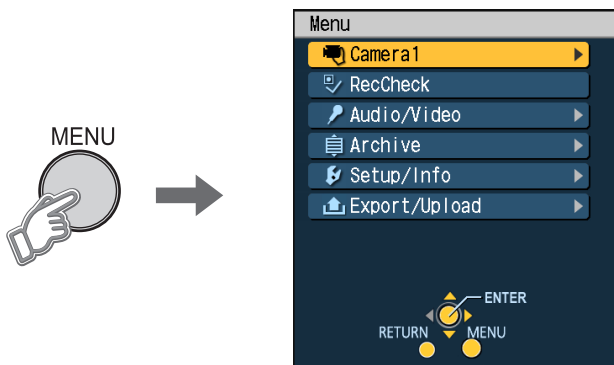 MENU
Menu
Camera1
RecCheck
Audio/Video
Archive
Setup/Info
Export/Upload
ENTER
RETURN
MENU